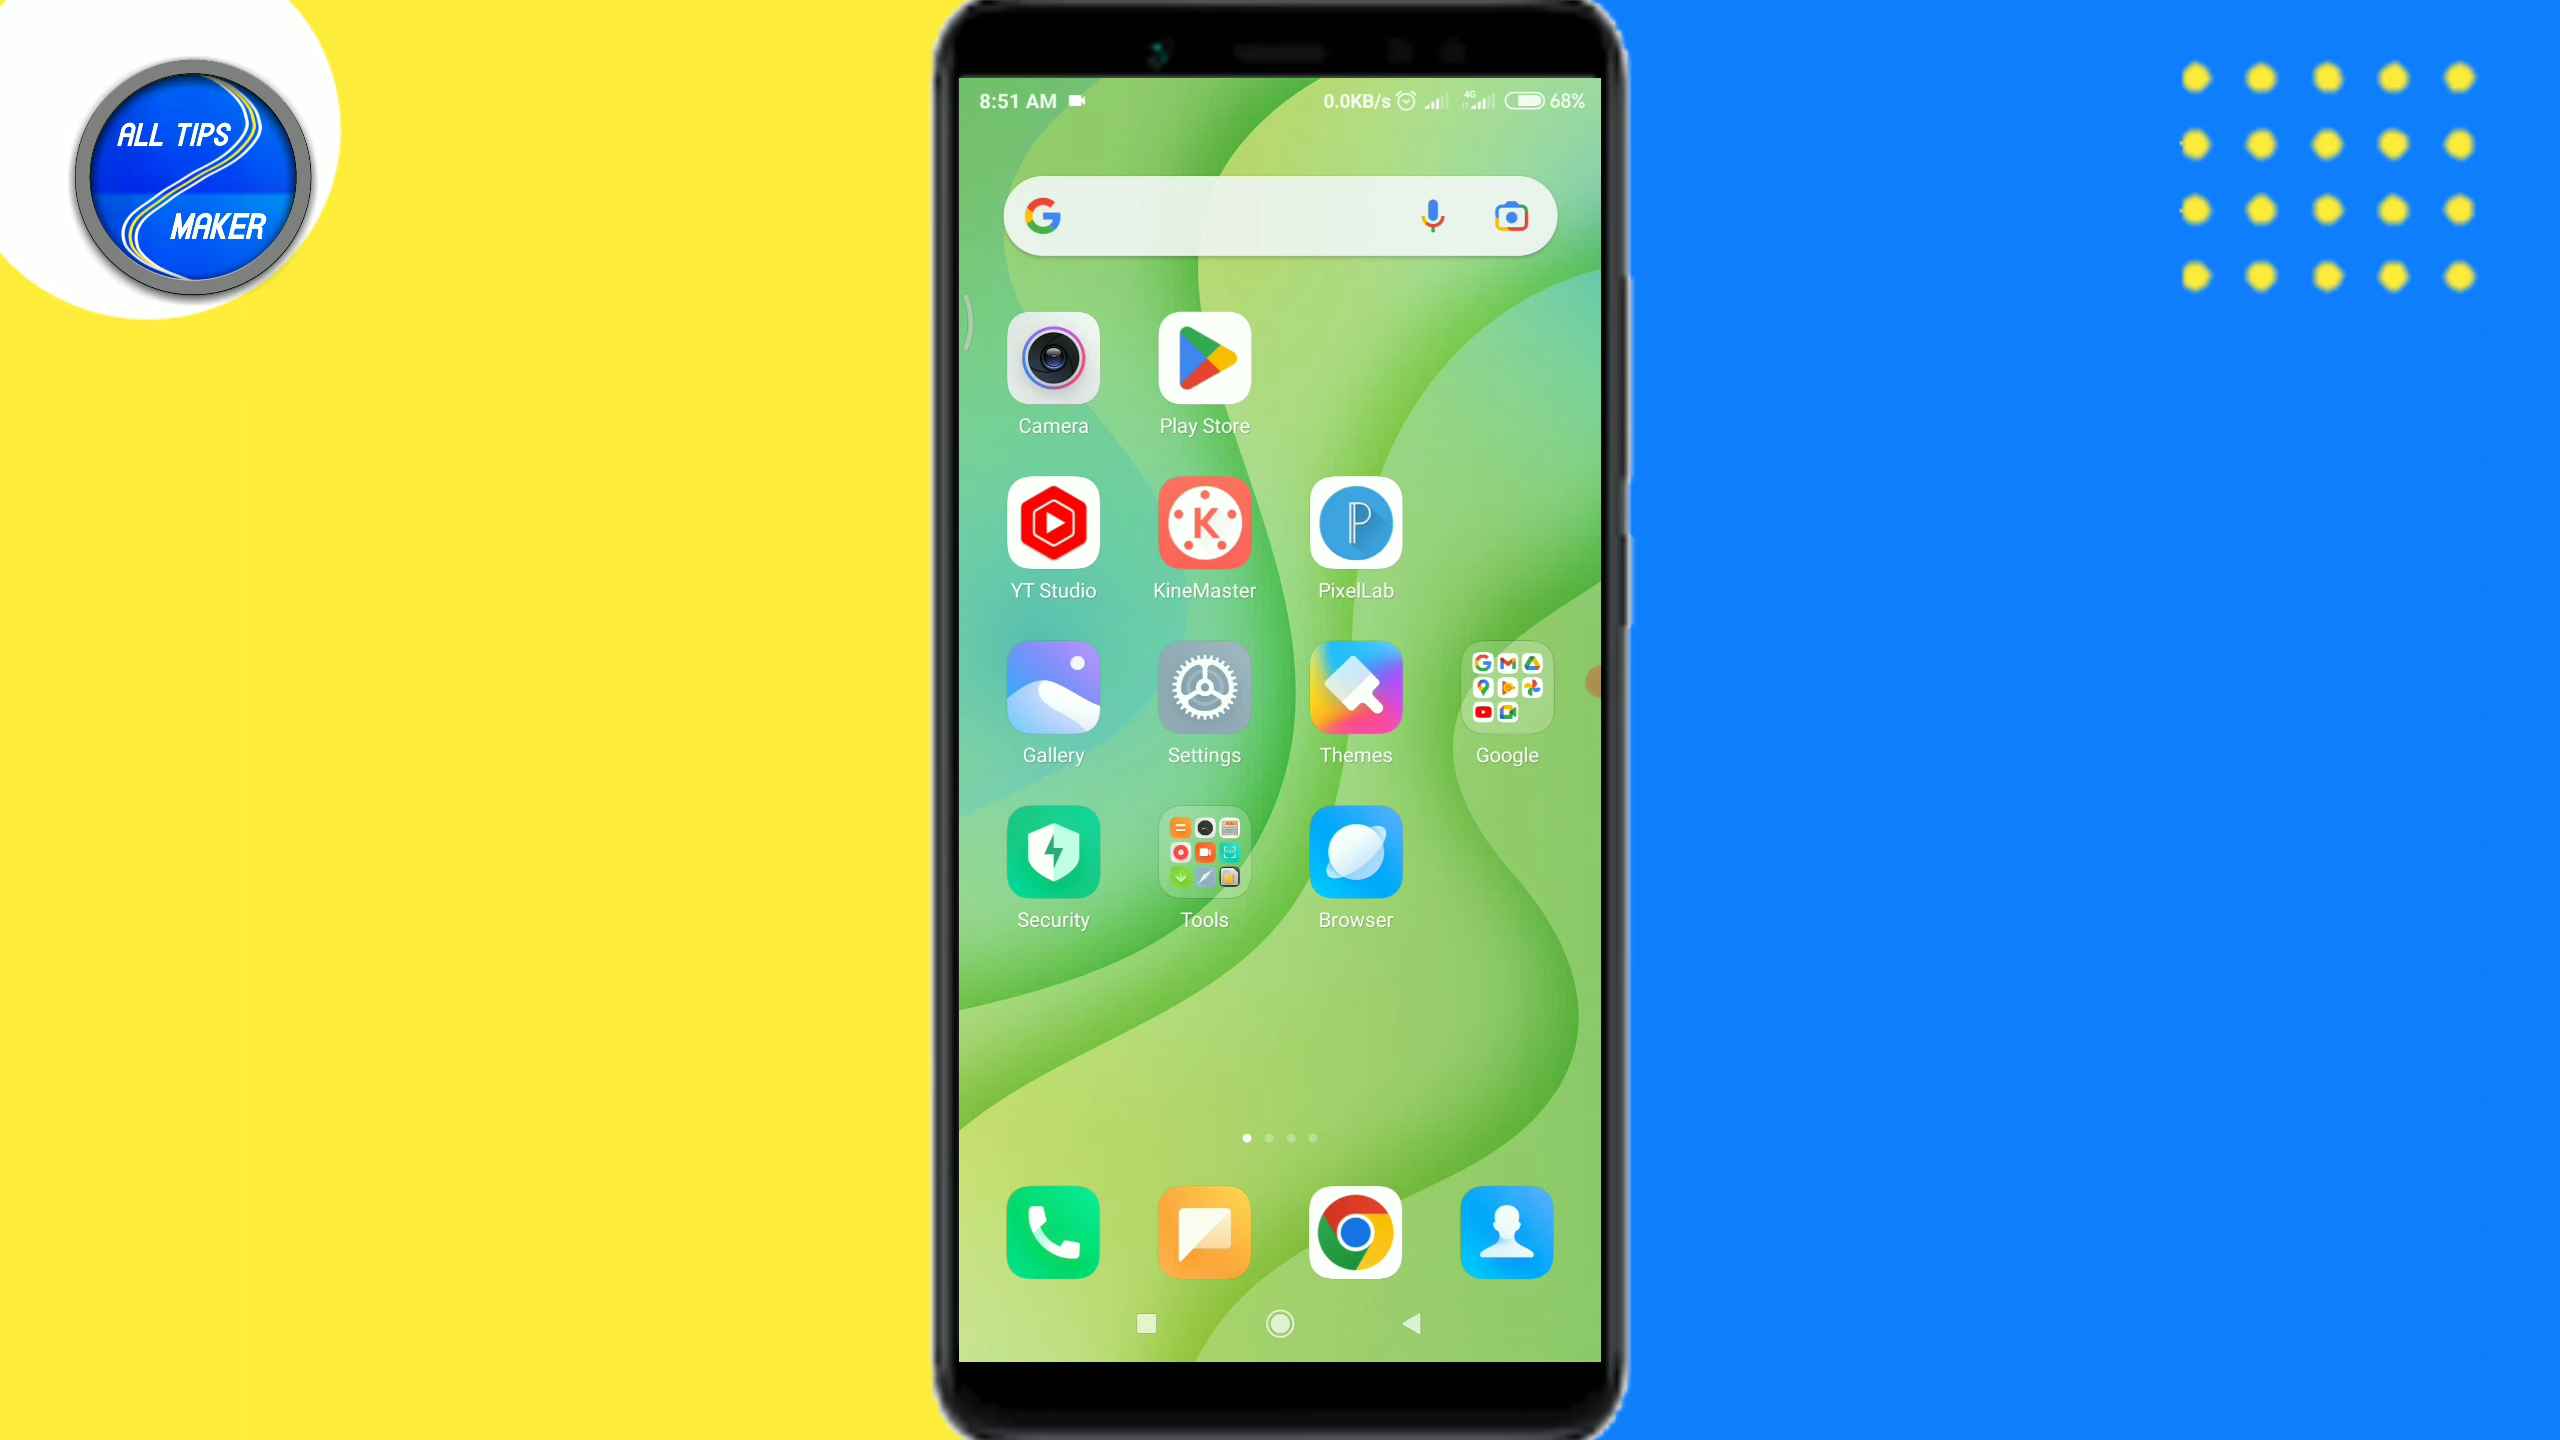 ALL TIPS
MAKER
8:51 AM
0.0KB/s 4G 68%
Camera
Play Store
YT Studio
KineMaster
PixelLab
Gallery
Settings
Themes
Google
Security
Tools
Browser